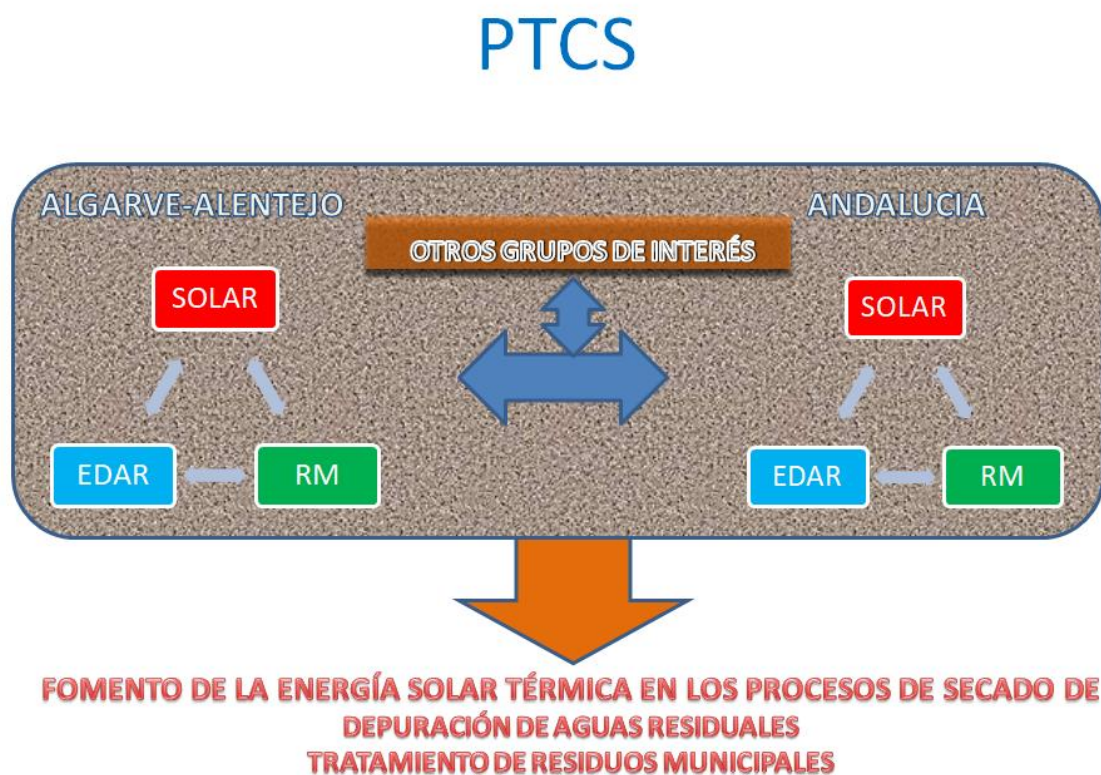 PTCS
ALGARVE-ALENTEJO
ANDALUCIA
OTROS GRUPOS DE INTERÉS
SOLAR
SOLAR
EDAR
RM
EDAR
RM
FOMENTO DE LA ENERGÍA SOLAR TÉRMICA EN LOS PROCESOS DE SECADO DE
DEPURACIÓN DE AGUAS RESIDUALES
TRATAMIENTO DE RESIDUOS MUNICIPALES